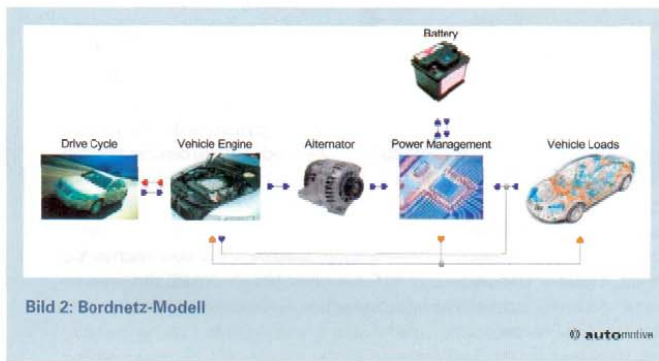 Battery
Drive Cycle Vehicle Engine Alternator Power Management Vehicle Loads
Bild 2: Bordnetz-Modell
automotive